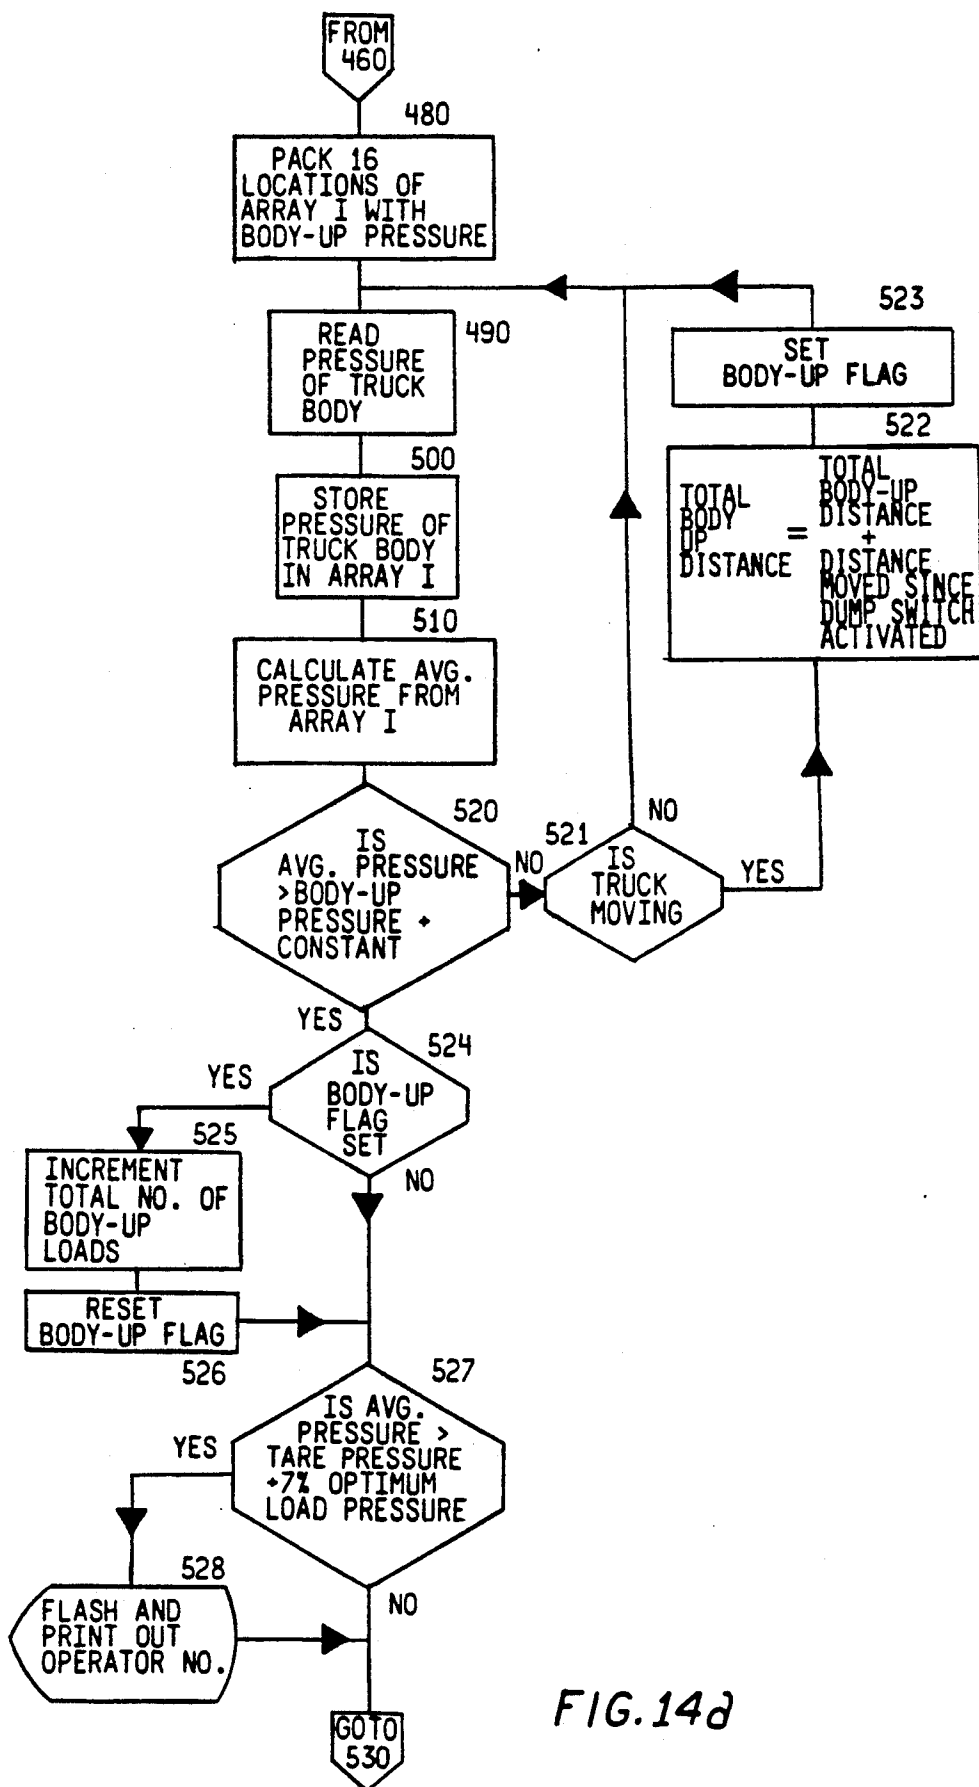 FROM
460
480
PACK 16
LOCATIONS OF
ARRAY I WITH
BODY-UP PRESSURE
490
READ
PRESSURE
OF TRUCK
BODY
500
STORE
PRESSURE OF
TRUCK BODY
IN ARRAY I
510
CALCULATE AVG.
PRESSURE FROM
ARRAY I
520
IS
AVG. PRESSURE
>BODY-UP
PRESSURE +
CONSTANT
NO
YES
521
IS
TRUCK
MOVING
NO
YES
522
TOTAL
BODY
UP
DISTANCE
=
TOTAL
BODY-UP
DISTANCE
+
DISTANCE
MOVED SINCE
DUMP SWITCH
ACTIVATED
523
SET
BODY-UP FLAG
524
IS
BODY-UP
FLAG
SET
YES
NO
525
INCREMENT
TOTAL NO. OF
BODY-UP
LOADS
RESET
BODY-UP FLAG
526
527
IS AVG.
PRESSURE >
TARE PRESSURE
+7% OPTIMUM
LOAD PRESSURE
YES
NO
528
FLASH AND
PRINT OUT
OPERATOR NO.
GOTO
530
FIG. 14d